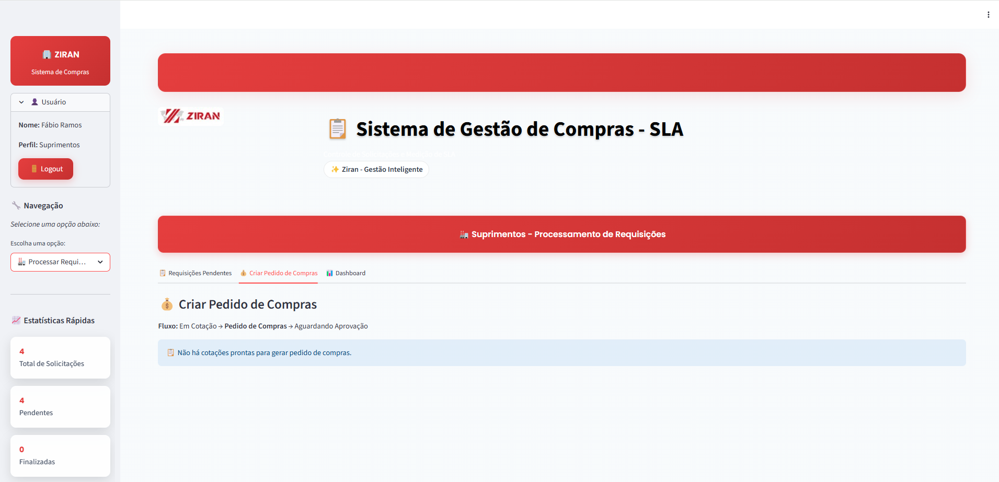 ZIRAN
Sistema de Compras
Usuário
Nome: Fábio Ramos
Perfil: Suprimentos
Logout
Navegação
Selecione uma opção abaixo:
Escolha uma opção:
Processar Requi...
Estatísticas Rápidas
4
Total de Solicitações
4
Pendentes
0
Finalizadas
ZIRAN
Sistema de Gestão de Compras - SLA
Controle de Solicitações e Medição de SLA
Ziran - Gestão Inteligente
Suprimentos - Processamento de Requisições
Requisições Pendentes
Criar Pedido de Compras
Dashboard
Criar Pedido de Compras
Fluxo: Em Cotação → Pedido de Compras → Aguardando Aprovação
Não há cotações prontas para gerar pedido de compras.